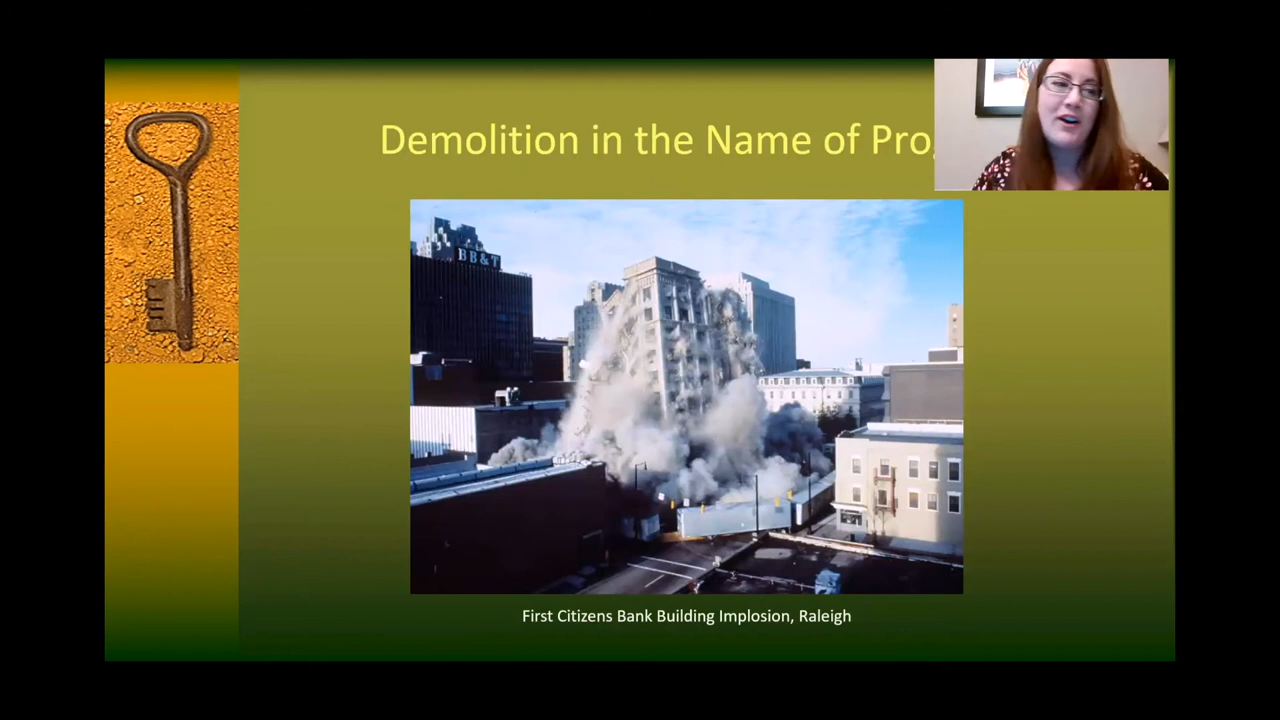 Demolition in the Name of Pro
BB&T
First Citizens Bank Building Implosion, Raleigh